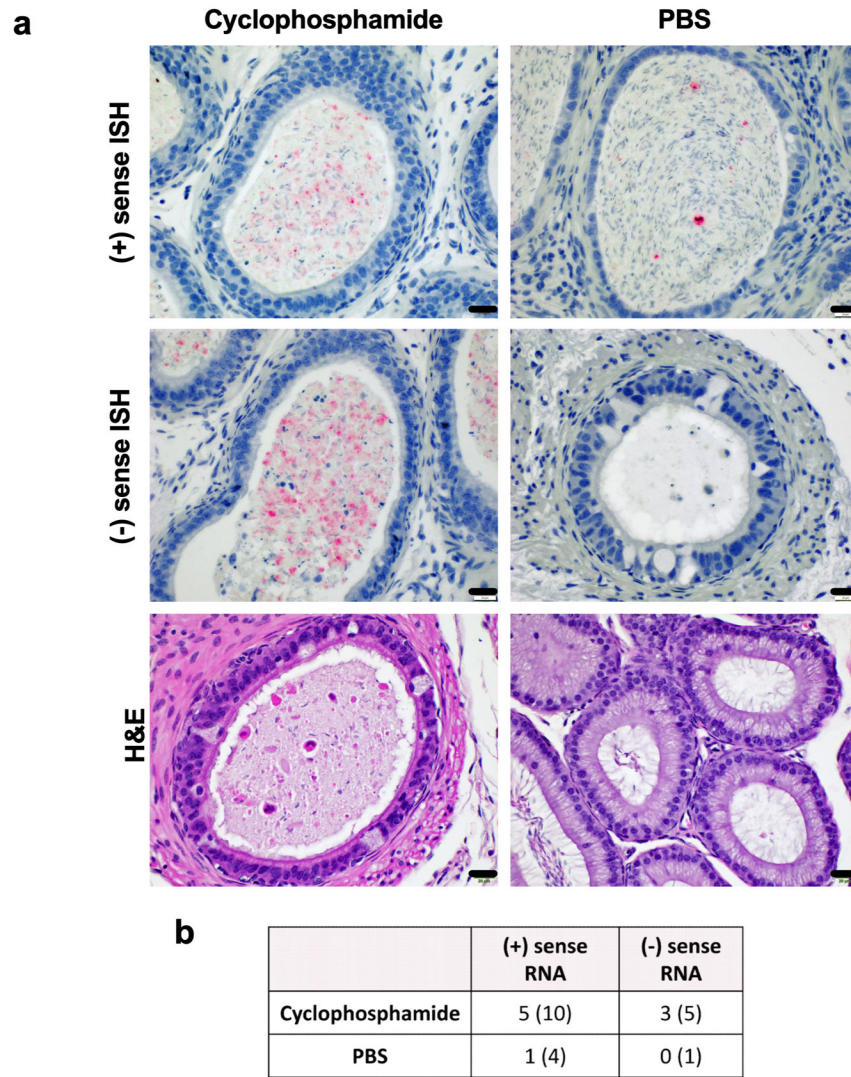 a
Cyclophosphamide
PBS
(+) sense ISH
(-) sense ISH
H&E
b
(+) sense
RNA
(-) sense
RNA
Cyclophosphamide
5 (10)
3 (5)
PBS
1 (4)
0 (1)